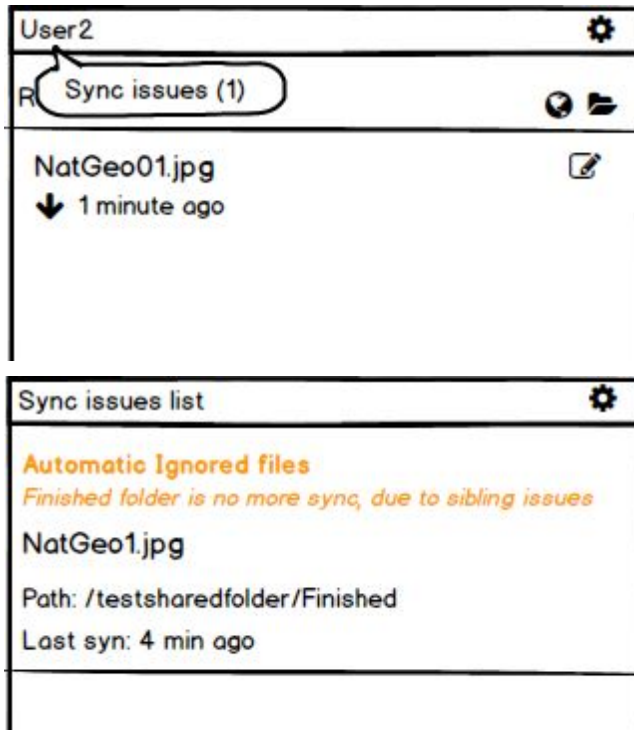 User2
Sync issues (1)
R
NatGeo01.jpg
1 minute ago
Sync issues list
Automatic Ignored files
Finished folder is no more sync, due to sibling issues
NatGeo1.jpg
Path: /testsharedfolder/Finished
Last syn: 4 min ago